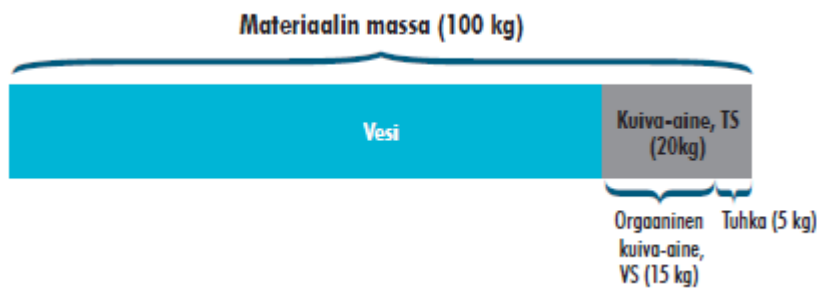 Materiaalin massa (100 kg)
Vesi
Kuiva-aine, TS
(20kg)
Orgaaninen
kuiva-aine,
VS (15 kg)
Tuhka (5 kg)